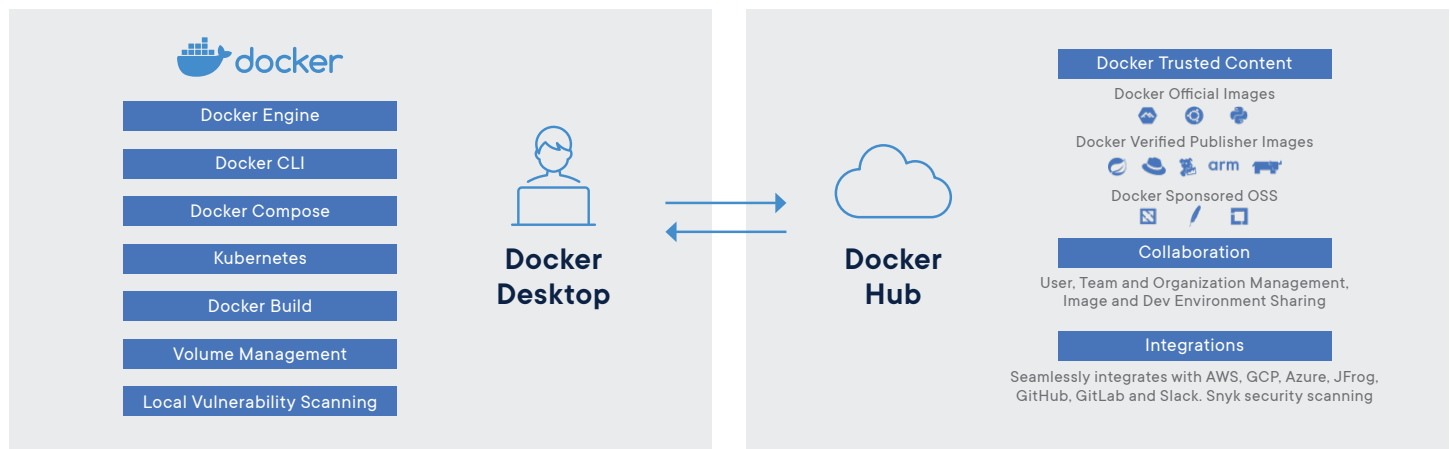 docker
Docker Engine
Docker CLI
Docker Compose
Kubernetes
Docker Build
Volume Management
Local Vulnerability Scanning
Docker
Desktop
Docker
Hub
Docker Trusted Content
Docker Official Images
Docker Verified Publisher Images
arm
Docker Sponsored OSS
Collaboration
User, Team and Organization Management,
Image and Dev Environment Sharing
Integrations
Seamlessly integrates with AWS, GCP, Azure, JFrog,
GitHub, GitLab and Slack. Snyk security scanning